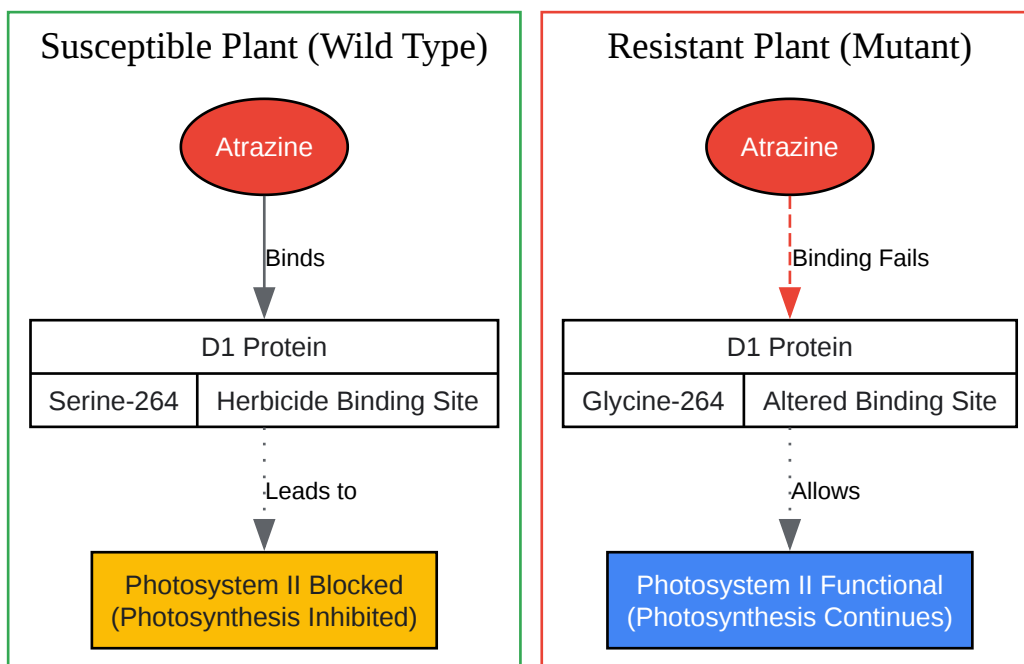 Susceptible Plant (Wild Type)
Atrazine
Binds
D1 Protein
Serine-264
Herbicide Binding Site
Leads to
Photosystem II Blocked
(Photosynthesis Inhibited)
Resistant Plant (Mutant)
Atrazine
Binding Fails
D1 Protein
Glycine-264
Altered Binding Site
Allows
Photosystem II Functional
(Photosynthesis Continues)